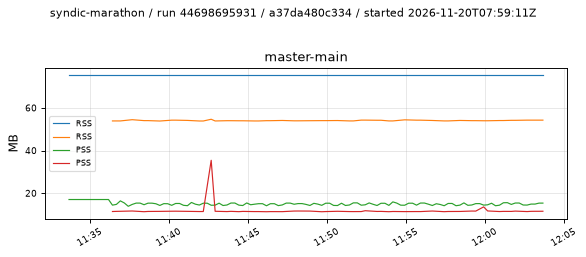 syndic-marathon / run 44698695931 / a37da480c334 / started 2026-11-20T07:59:11Z
master-main
MB
60
40
20
RSS
RSS
PSS
PSS
11:35
11:40
11:45
11:50
11:55
12:00
12:05